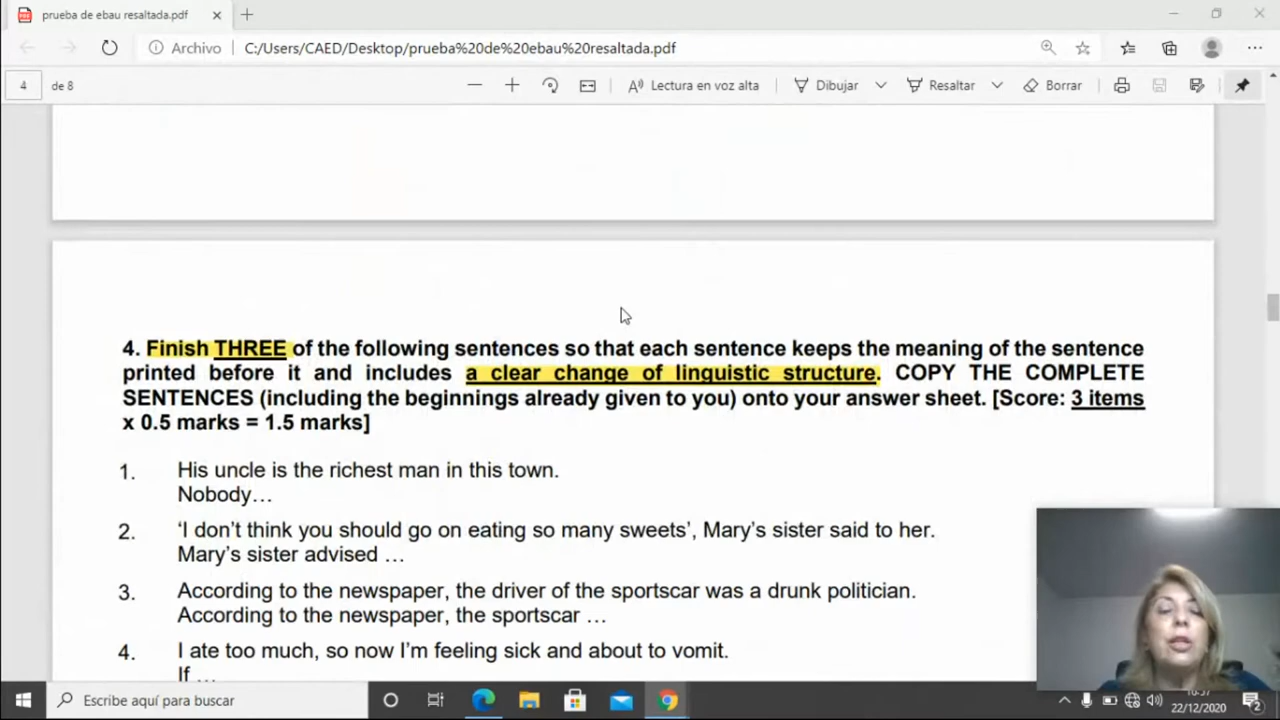 prueba de ebau resaltada.pdf
Archivo
C:/Users/CAED/Desktop/prueba%20de%20ebau%20resaltada.pdf
4 de 8
Lectura en voz alta
Dibujar
Resaltar
Borrar
4. Finish THREE of the following sentences so that each sentence keeps the meaning of the sentence
printed before it and includes a clear change of linguistic structure. COPY THE COMPLETE
SENTENCES (including the beginnings already given to you) onto your answer sheet. [Score: 3 items
x 0.5 marks = 1.5 marks]
1. His uncle is the richest man in this town.
Nobody…
2. ‘I don’t think you should go on eating so many sweets’, Mary’s sister said to her.
Mary’s sister advised …
3. According to the newspaper, the driver of the sportscar was a drunk politician.
According to the newspaper, the sportscar …
4. I ate too much, so now I’m feeling sick and about to vomit.
If …
Escribe aquí para buscar
22/12/2020
2